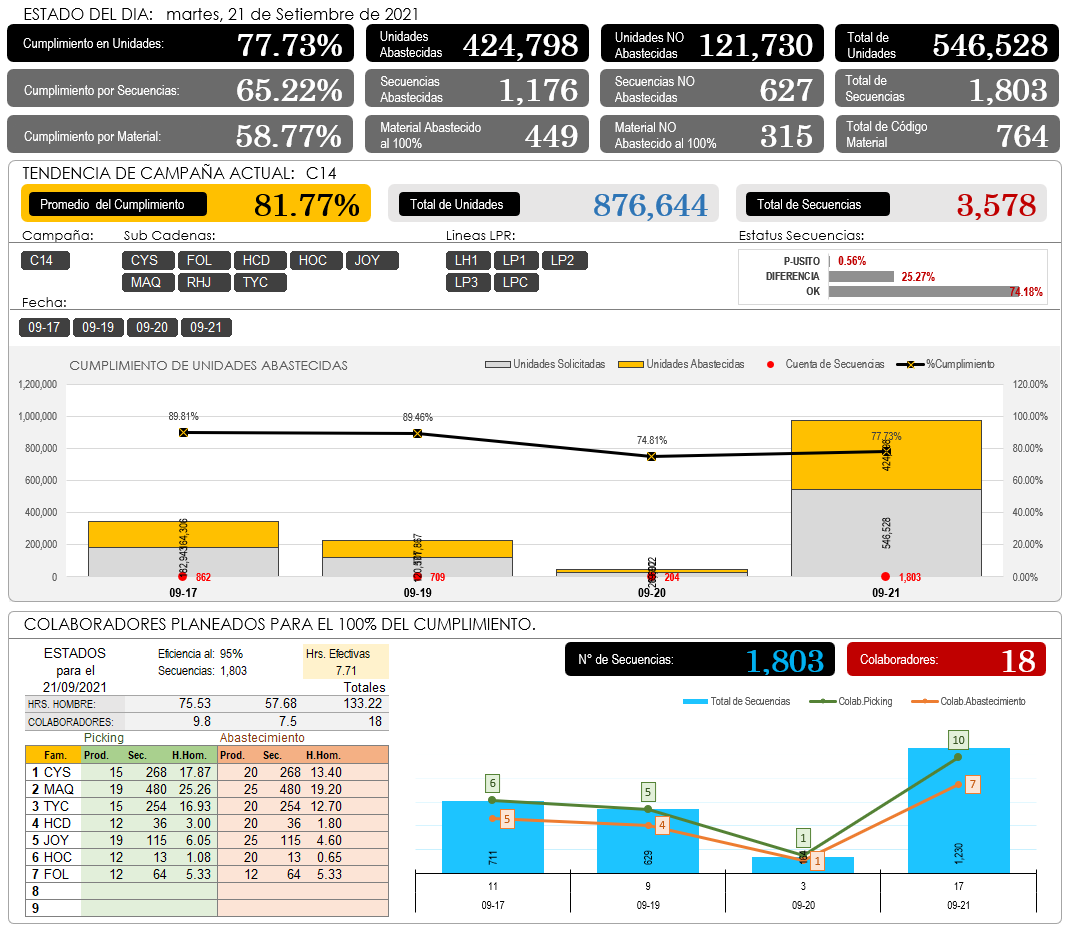 ESTADO DEL DIA: martes, 21 de Setiembre de 2021
Cumplimiento en Unidades: 77.73%
Unidades Abastecidas 424,798
Unidades NO Abastecidas 121,730
Total de Unidades 546,528
Cumplimiento por Secuencias: 65.22%
Secuencias Abastecidas 1,176
Secuencias NO Abastecidas 627
Total de Secuencias 1,803
Cumplimiento por Material: 58.77%
Material Abastecido al 100% 449
Material NO Abastecido al 100% 315
Total de Código Material 764
TENDENCIA DE CAMPAÑA ACTUAL: C14
Promedio del Cumplimiento 81.77%
Total de Unidades 876,644
Total de Secuencias 3,578
Campaña: Sub Cadenas: Lineas LPR: Estatus Secuencias:
C14 CYS FOL HCD HOC JOY LH1 LP1 LP2
MAQ RHJ TYC LP3 LPC
P-USITO 0.56%
DIFERENCIA 25.27%
OK 74.18%
Fecha:
09-17 09-19 09-20 09-21
CUMPLIMIENTO DE UNIDADES ABASTECIDAS
Unidades Solicitadas Unidades Abastecidas Cuenta de Secuencias %Cumplimiento
1,200,000 120.00%
1,000,000 100.00%
800,000 80.00%
600,000 60.00%
400,000 40.00%
200,000 20.00%
0 0.00%
89.81% 89.46% 74.81% 77.73%
546,528
862 709 204 1,803
09-17 09-19 09-20 09-21
COLABORADORES PLANEADOS PARA EL 100% DEL CUMPLIMIENTO.
ESTADOS para el 21/09/2021
Eficiencia al: 95%
Secuencias: 1,803
Hrs. Efectivas
7.71
Totales
HRS. HOMBRE: 75.53 57.68 133.22
COLABORADORES: 9.8 7.5 18
Picking Abastecimiento
Fam. Prod. Sec. H.Hom. Prod. Sec. H.Hom.
1 CYS 15 268 17.87 20 268 13.40
2 MAQ 19 480 25.26 25 480 19.20
3 TYC 15 254 16.93 20 254 12.70
4 HCD 12 36 3.00 20 36 1.80
5 JOY 19 115 6.05 25 115 4.60
6 HOC 12 13 1.08 20 13 0.65
7 FOL 12 64 5.33 12 64 5.33
8
9
N° de Secuencias: 1,803
Colaboradores: 18
Total de Secuencias Colab.Picking Colab.Abastecimiento
6 5 1 10
5 4 1 7
711 629 1,230
11 9 3 17
09-17 09-19 09-20 09-21